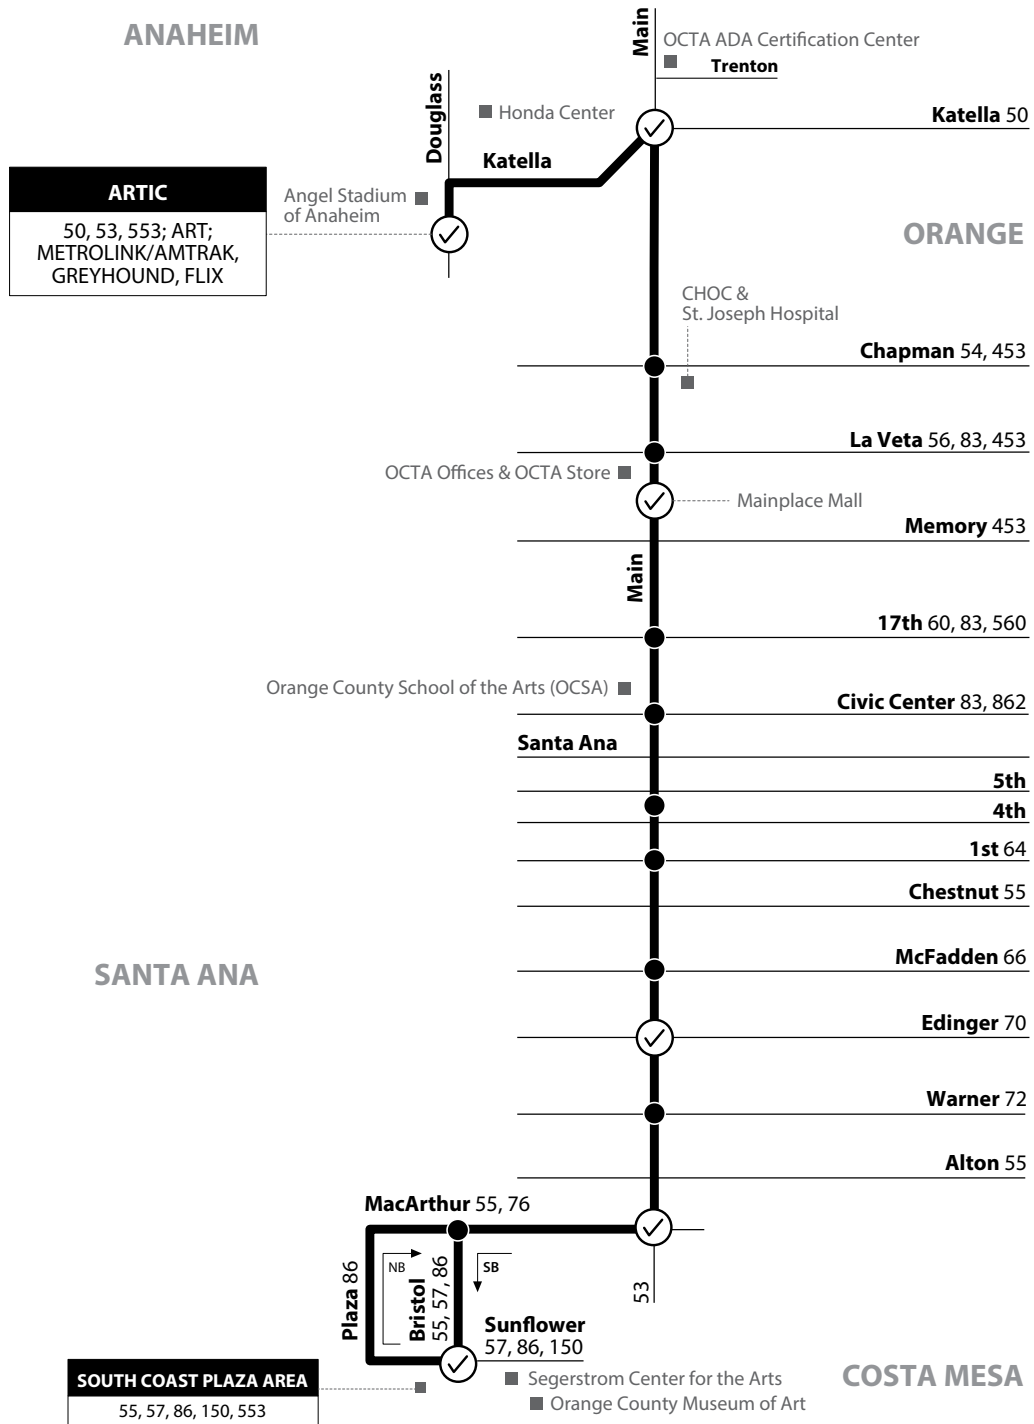 ANAHEIM
Main
OCTA ADA Certification Center
Trenton
Douglass
Honda Center
Katella 50
Katella
ARTIC
50, 53, 553; ART;
METROLINK/AMTRAK,
GREYHOUND, FLIX
Angel Stadium
of Anaheim
ORANGE
CHOC &
St. Joseph Hospital
Chapman 54, 453
La Veta 56, 83, 453
OCTA Offices & OCTA Store
Mainplace Mall
Memory 453
Main
17th 60, 83, 560
Orange County School of the Arts (OCSA)
Civic Center 83, 862
Santa Ana
5th
4th
1st 64
Chestnut 55
McFadden 66
SANTA ANA
Edinger 70
Warner 72
Alton 55
MacArthur 55, 76
Plaza 86
NB
Bristol
55, 57, 86
SB
53
Sunflower
57, 86, 150
SOUTH COAST PLAZA AREA
55, 57, 86, 150, 553
Segerstrom Center for the Arts
Orange County Museum of Art
COSTA MESA